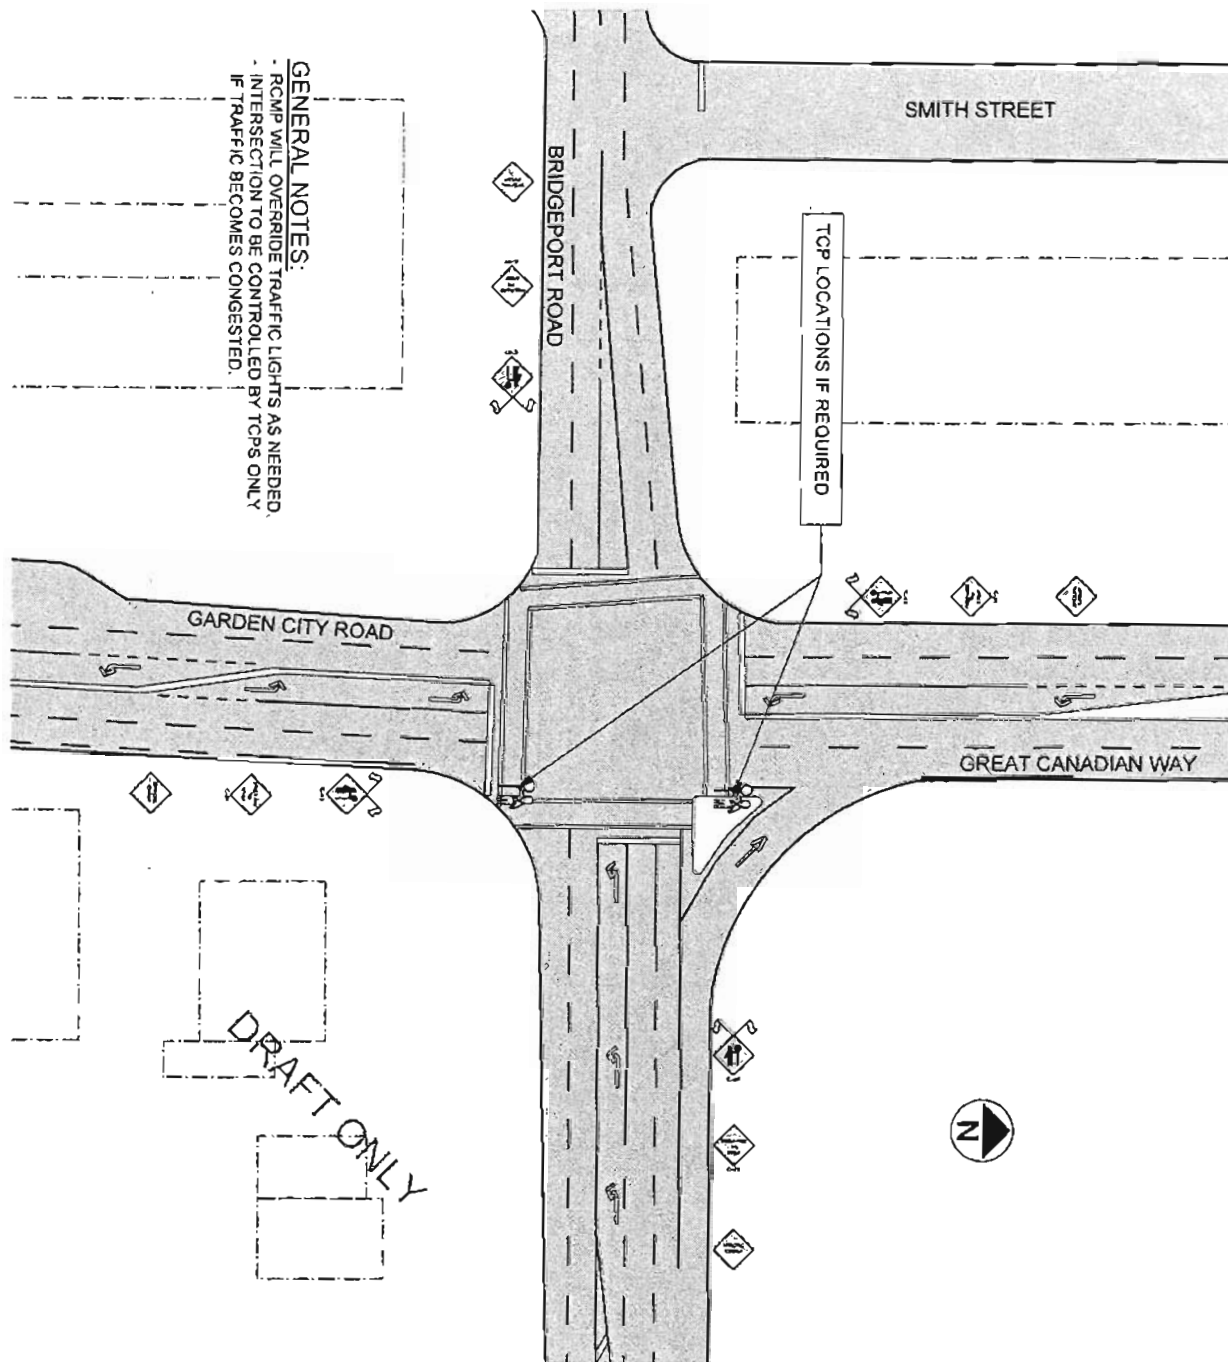 GENERAL NOTES:
- RCMP WILL OVERRIDE TRAFFIC LIGHTS AS NEEDED.
- INTERSECTION TO BE CONTROLLED BY TCPS ONLY
IF TRAFFIC BECOMES CONGESTED.
BRIDGEPORT ROAD
SMITH STREET
TCP LOCATIONS IF REQUIRED
GARDEN CITY ROAD
GREAT CANADIAN WAY
DRAFT ONLY
N